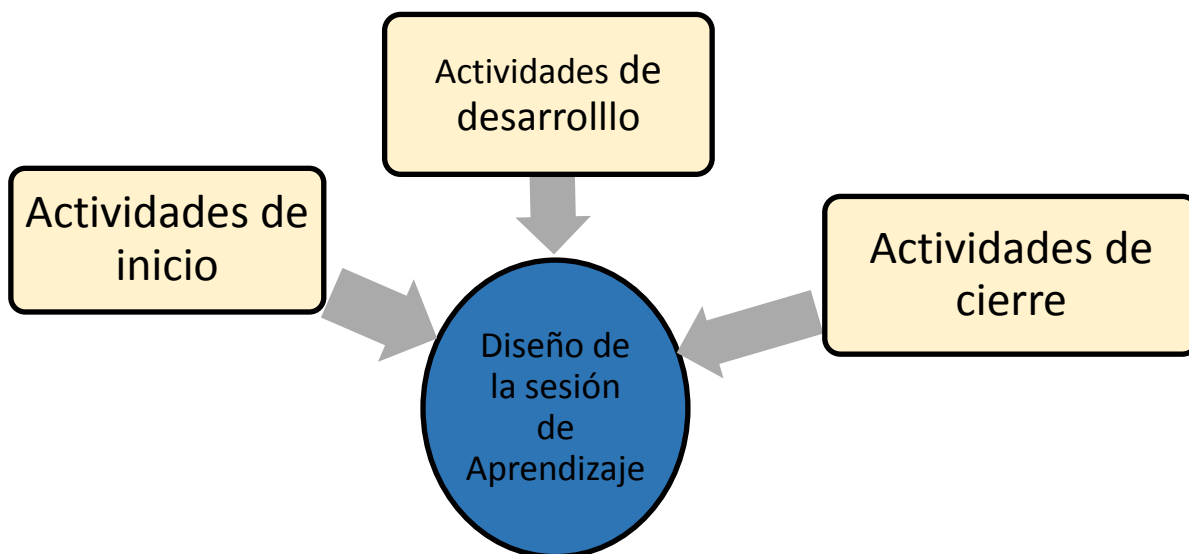 Actividades de
desarrolllo
Actividades de
inicio
Actividades de
cierre
Diseño de
la sesión
de
Aprendizaje